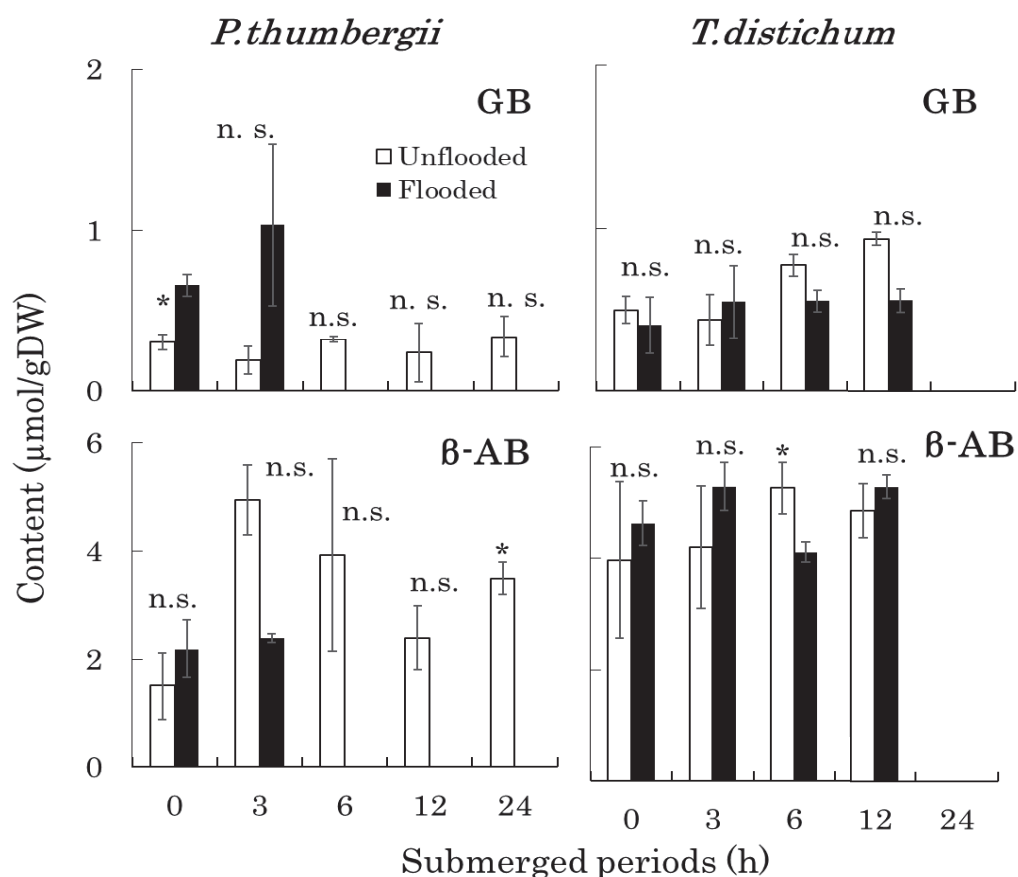 P.thumbergii
T.distichum
2
1
0
GB
n. s.
Unflooded
Flooded
*
n.s.
n. s.
n. s.
GB
n.s.
n.s.
n.s.
n.s.
Content (μmol/gDW)
6
4
2
0
ß-AB
n.s.
n.s.
n.s.
n.s.
*
0
3
6
12
24
ß-AB
n.s.
n.s.
*
n.s.
0
3
6
12
24
Submerged periods (h)